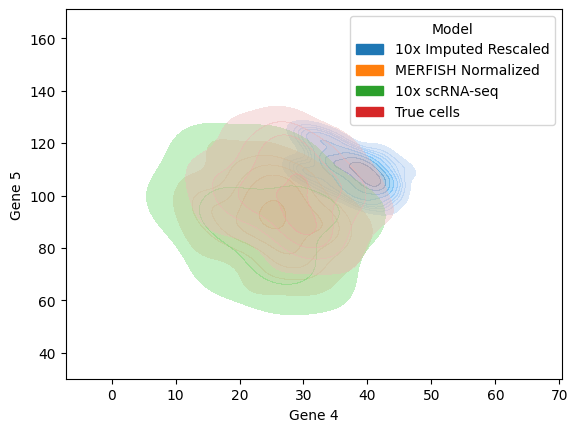 Model
10x Imputed Rescaled
MERFISH Normalized
10x scRNA-seq
True cells
160
140
120
100
80
60
40
Gene 5
0 10 20 30 40 50 60 70
Gene 4